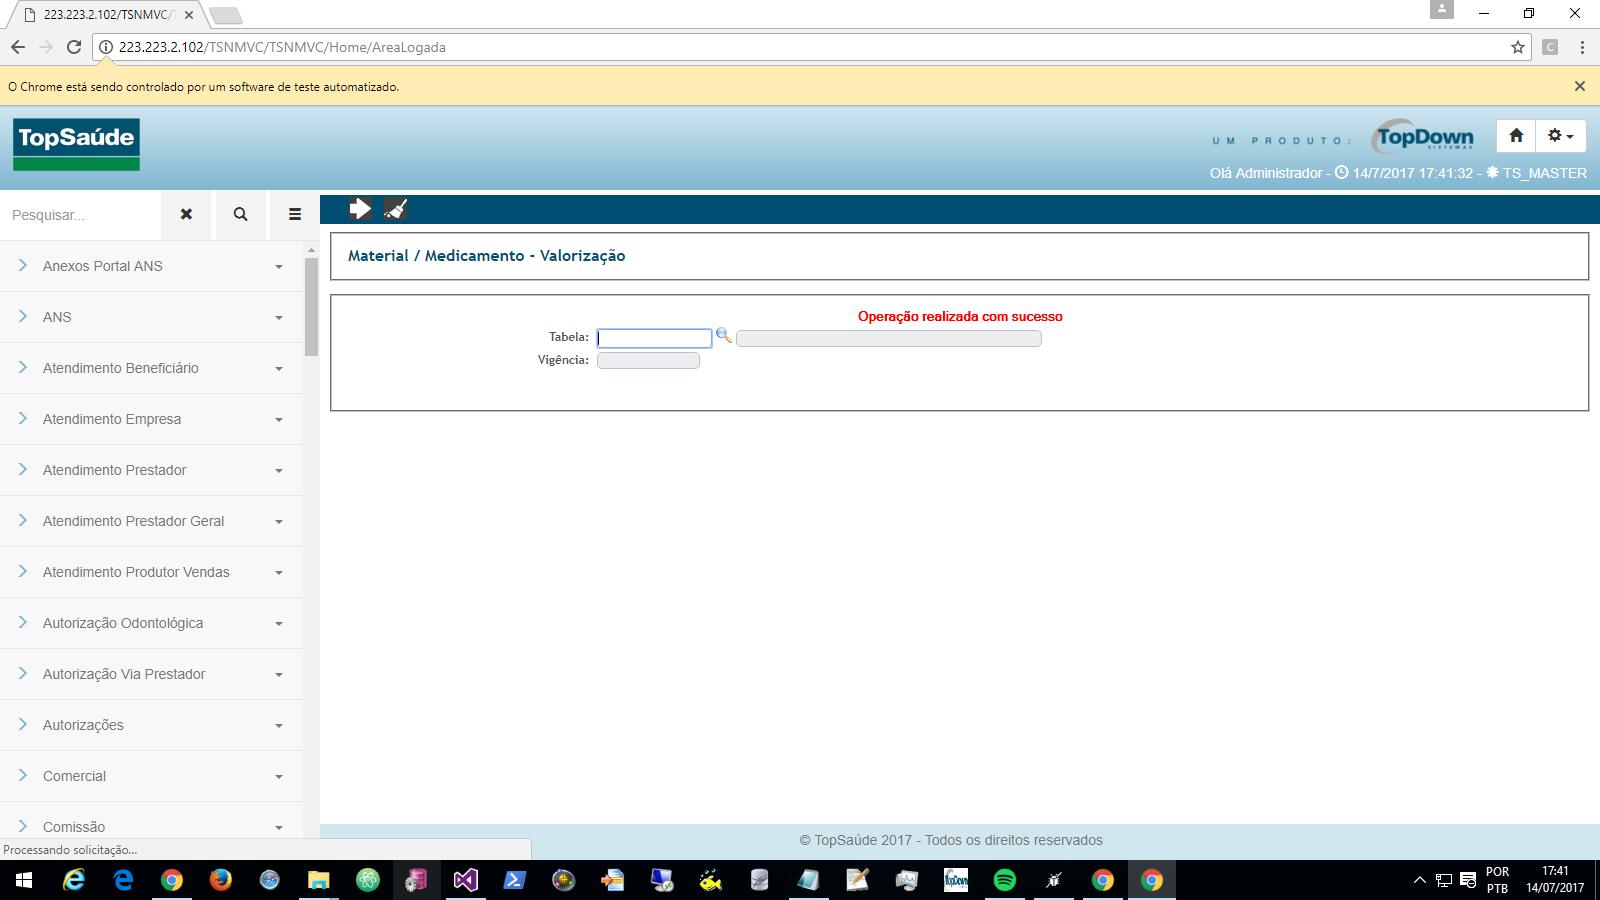 223.223.2.102/TSNMVC/T
223.223.2.102/TSNMVC/TSNMVC/Home/AreaLogada
C
O Chrome está sendo controlado por um software de teste automatizado.
TopSaúde
UM PRODUTO:
TopDown
SISTEMAS
Olá Administrador - 14/7/2017 17:41:32 - TS_MASTER
Pesquisar...
Material / Medicamento - Valorização
Operação realizada com sucesso
Tabela:
Vigência:
Anexos Portal ANS
ANS
Atendimento Beneficiário
Atendimento Empresa
Atendimento Prestador
Atendimento Prestador Geral
Atendimento Produtor Vendas
Autorização Odontológica
Autorização Via Prestador
Autorizações
Comercial
Comissão
Processando solicitação...
© TopSaúde 2017 - Todos os direitos reservados
TopDown
POR
PTB
17:41
14/07/2017